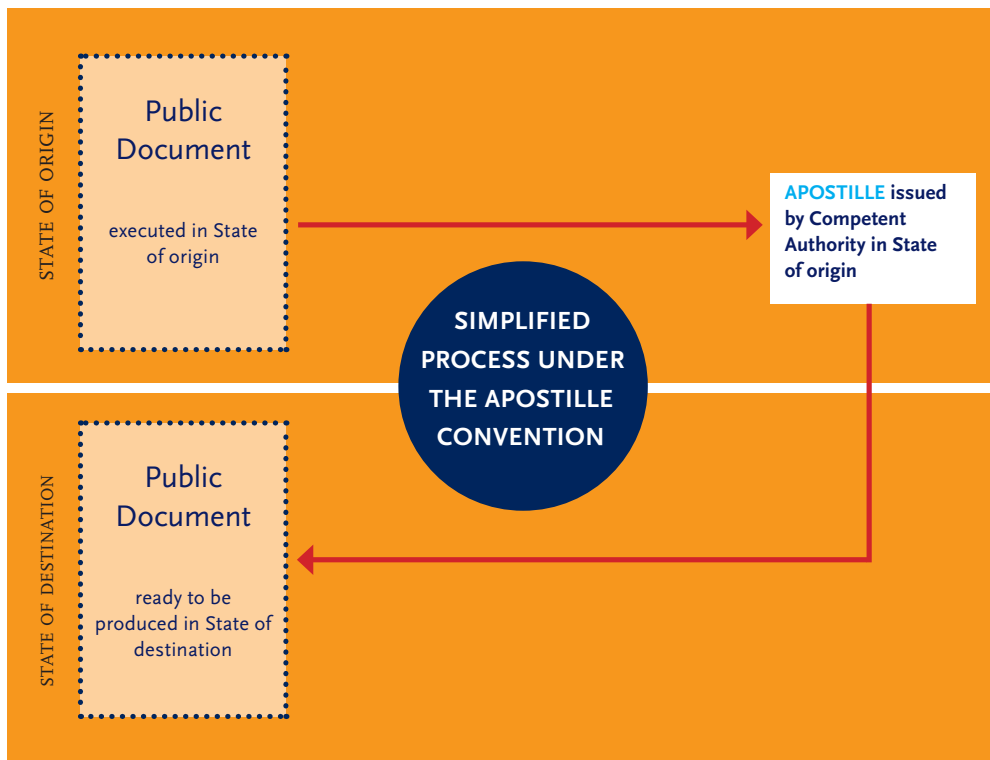 STATE OF ORIGIN
Public
Document
executed in State
of origin
APOSTILLE issued
by Competent
Authority in State
of origin
SIMPLIFIED
PROCESS UNDER
THE APOSTILLE
CONVENTION
STATE OF DESTINATION
Public
Document
ready to be
produced in State of
destination